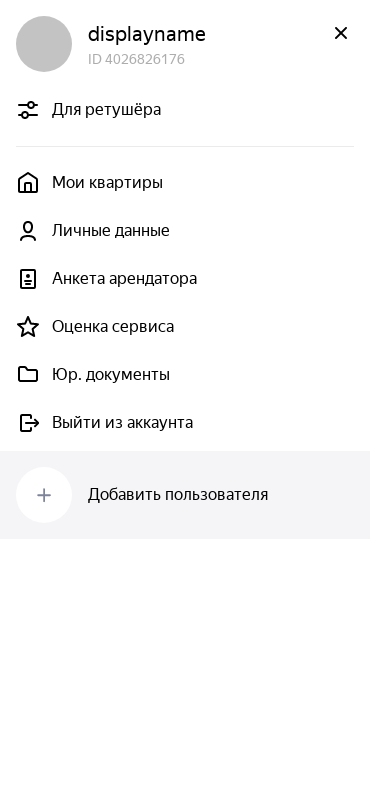 displayname
ID 4026826176
Для ретушёра
Мои квартиры
Личные данные
Анкета арендатора
Оценка сервиса
Юр. документы
Выйти из аккаунта
Добавить пользователя